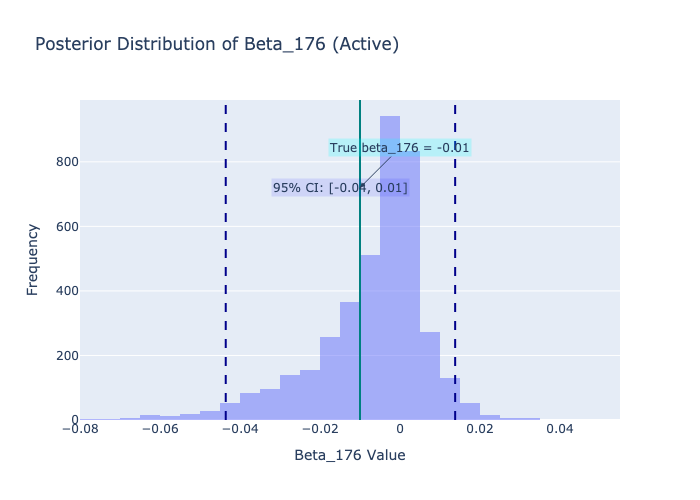 Posterior Distribution of Beta_176 (Active)
True beta_176 = -0.01
95% CI: [-0.04, 0.01]
Frequency
800
600
400
200
0
−0.08 −0.06 −0.04 −0.02 0 0.02 0.04
Beta_176 Value